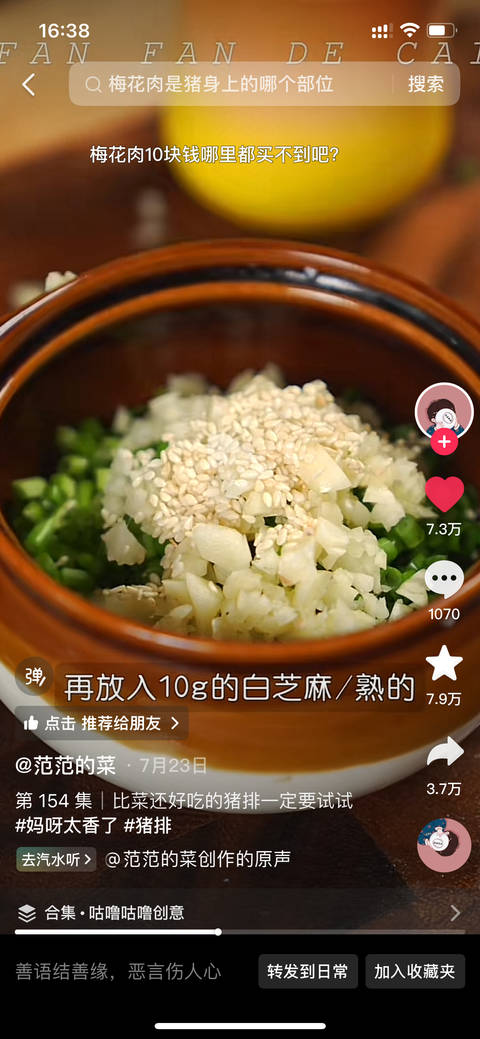 16:38
FAN FAN DE CAI
梅花肉是猪身上的哪个部位
搜索
梅花肉10块钱哪里都买不到吧?
7.3万
1070
7.9万
3.7万
弹
再放入10g的白芝麻/熟的
点击 推荐给朋友
@范范的菜 · 7月23日
第 154 集｜比菜还好吃的猪排一定要试试
#妈呀太香了 #猪排
去汽水听
@范范的菜创作的原声
合集·咕噜咕噜创意
善语结善缘，恶言伤人心
转发到日常
加入收藏夹